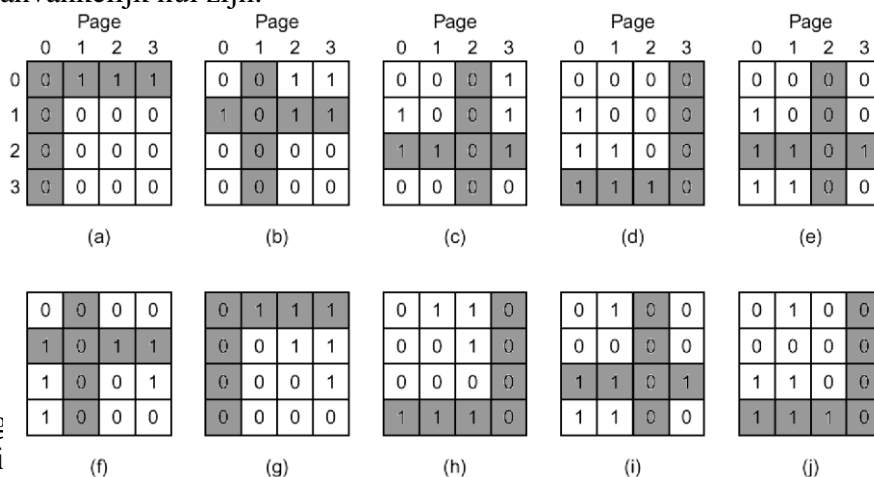 anvankelijk nul zijn.
Page Page Page Page Page
0 1 2 3 0 1 2 3 0 1 2 3 0 1 2 3 0 1 2 3
0 0 1 1 1 0 0 1 1 0 0 0 1 0 0 0 0 0 0 0 0
1 0 0 0 0 1 0 1 1 1 0 0 1 1 0 0 0 1 0 0 0
2 0 0 0 0 0 0 0 0 1 1 0 1 1 1 0 0 1 1 0 1
3 0 0 0 0 0 0 0 0 0 0 0 0 1 1 1 0 1 1 0 0
(a) (b) (c) (d) (e)
0 0 0 0 0 1 1 1 0 1 1 0 0 1 0 0 0 1 0 0
1 0 1 1 0 0 1 1 0 0 1 0 0 0 0 0 0 0 0 0
1 0 0 1 0 0 0 1 0 0 0 0 1 1 0 1 1 1 0 0
1 0 0 0 0 0 0 0 1 1 1 0 1 1 0 0 1 1 1 0
i (f) (g) (h) (i) (j)